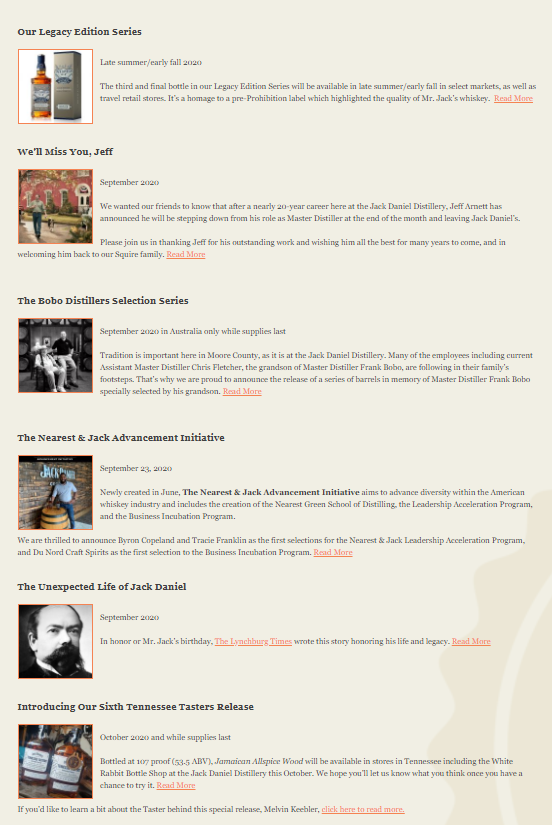 Our Legacy Edition Series
Late summer/early fall 2020
The third and final bottle in our Legacy Edition Series will be available in late summer/early fall in select markets, as well as
travel retail stores. It's a homage to a pre-Prohibition label which highlighted the quality of Mr. Jack's whiskey. Read More
We'll Miss You, Jeff
September 2020
We wanted our friends to know that after a nearly 20-year career here at the Jack Daniel Distillery, Jeff Arnett has
announced he will be stepping down from his role as Master Distiller at the end of the month and leaving Jack Daniel's.
Please join us in thanking Jeff for his outstanding work and wishing him all the best for many years to come, and in
welcoming him back to our Squire family. Read More
The Bobo Distillers Selection Series
September 2020 in Australia only while supplies last
Tradition is important here in Moore County, as it is at the Jack Daniel Distillery. Many of the employees including current
Assistant Master Distiller Chris Fletcher, the grandson of Master Distiller Frank Bobo, are following in their family's
footsteps. That's why we are proud to announce the release of a series of barrels in memory of Master Distiller Frank Bobo
specially selected by his grandson. Read More
The Nearest & Jack Advancement Initiative
September 23, 2020
Newly created in June, The Nearest & Jack Advancement Initiative aims to advance diversity within the American
whiskey industry and includes the creation of the Nearest Green School of Distilling, the Leadership Acceleration Program,
and the Business Incubation Program.
We are thrilled to announce Byron Copeland and Tracie Franklin as the first selections for the Nearest & Jack Leadership Acceleration Program,
and Du Nord Craft Spirits as the first selection to the Business Incubation Program. Read More
The Unexpected Life of Jack Daniel
September 2020
In honor or Mr. Jack's birthday, The Lynchburg Times wrote this story honoring his life and legacy. Read More
Introducing Our Sixth Tennessee Tasters Release
October 2020 and while supplies last
Bottled at 107 proof (53.5 ABV), Jamaican Allspice Wood will be available in stores in Tennessee including the White
Rabbit Bottle Shop at the Jack Daniel Distillery this October. We hope you'll let us know what you think once you have a
chance to try it. Read More
If you'd like to learn a bit about the Taster behind this special release, Melvin Keebler, click here to read more.